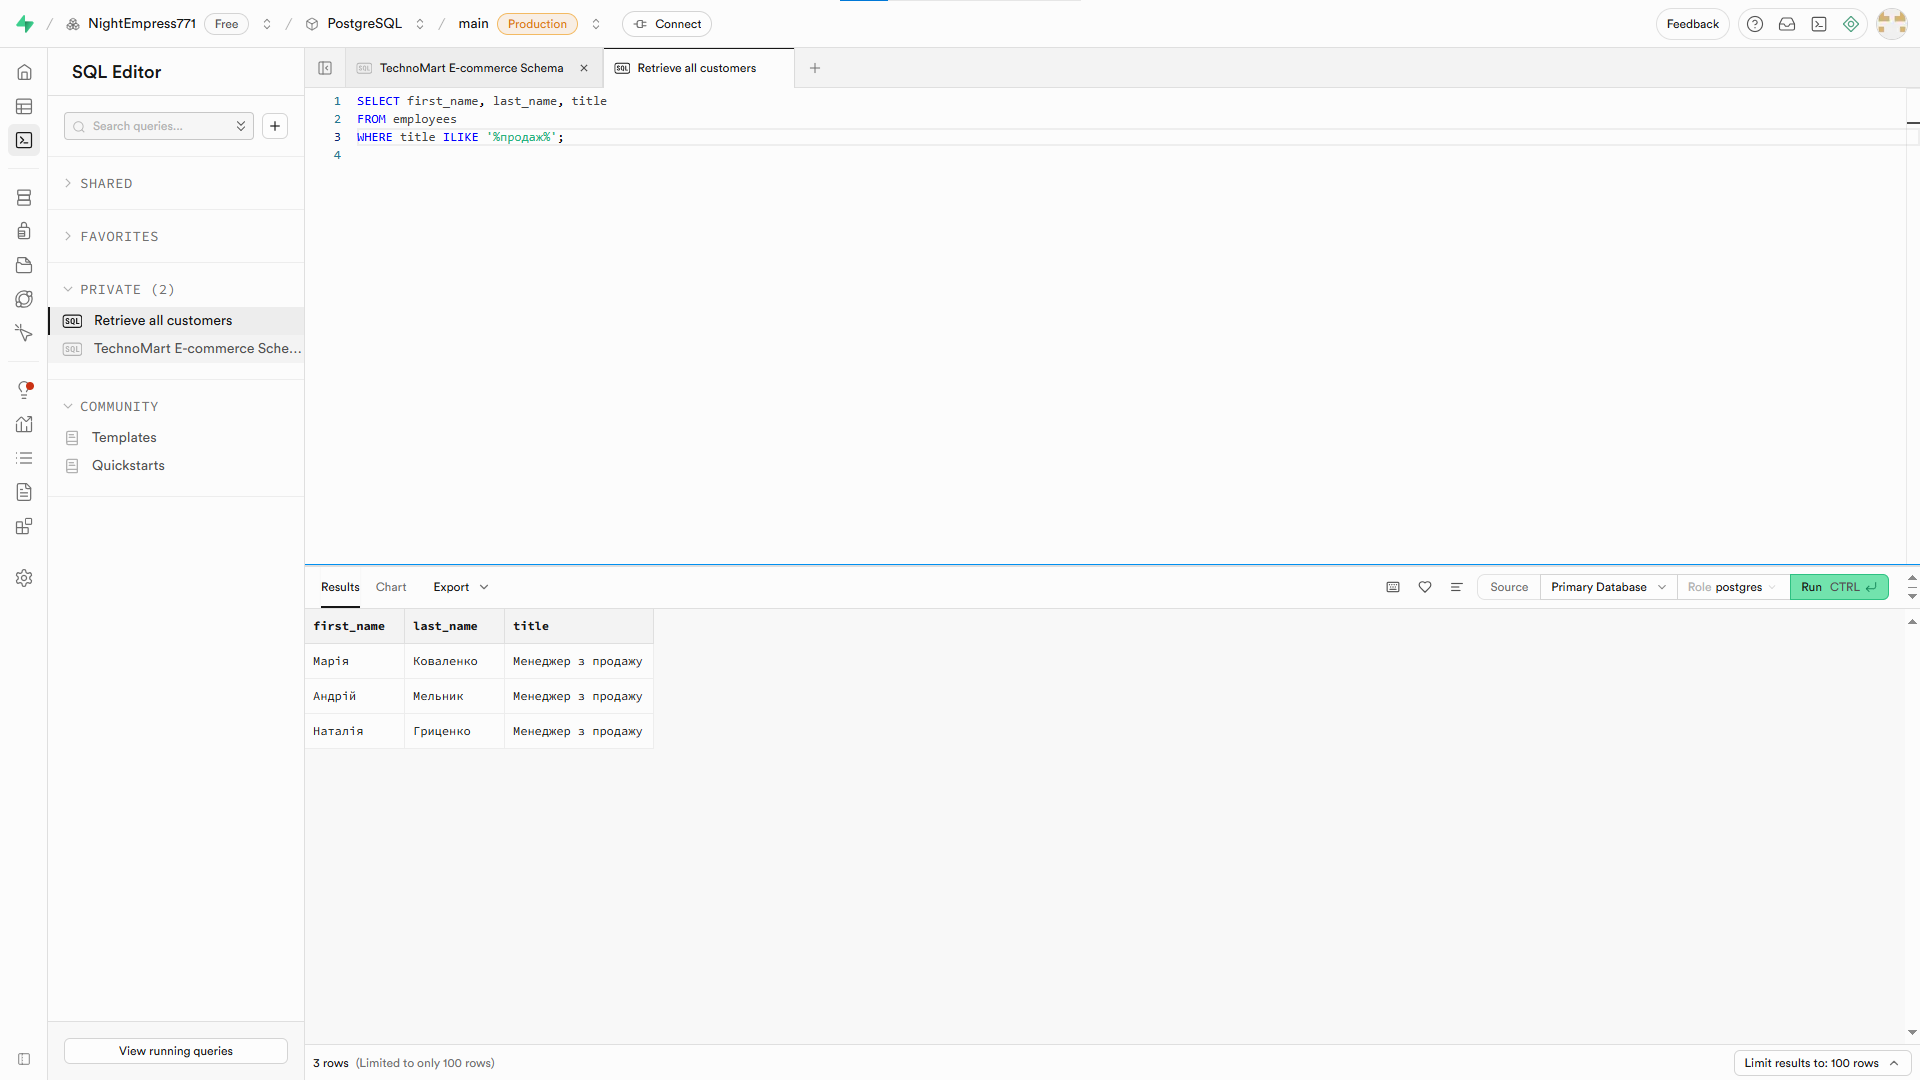 NightEmpress771 Free / PostgreSQL / main Production Connect Feedback
SQL Editor
TechnoMart E-commerce Schema
Retrieve all customers
Search queries...
SHARED
FAVORITES
PRIVATE (2)
SQL Retrieve all customers
SQL TechnoMart E-commerce Sche...
COMMUNITY
Templates
Quickstarts
View running queries
1 SELECT first_name, last_name, title
2 FROM employees
3 WHERE title ILIKE '%продаж%';
4
Results Chart Export Source Primary Database Role postgres Run CTRL
first_name last_name title
Марія Коваленко Менеджер з продажу
Андрій Мельник Менеджер з продажу
Наталія Гриценко Менеджер з продажу
3 rows (Limited to only 100 rows) Limit results to: 100 rows